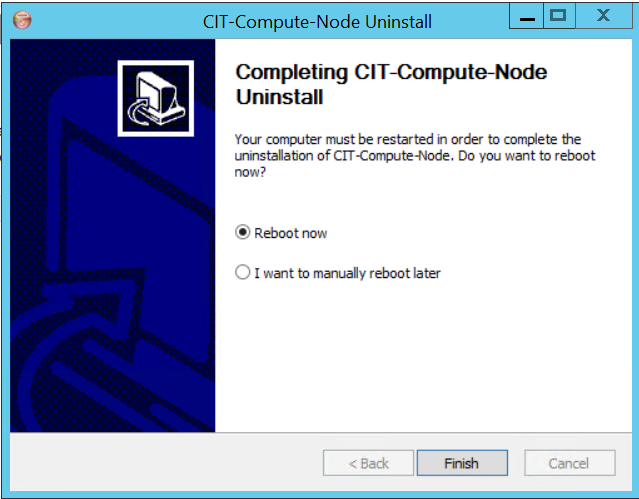 CIT-Compute-Node Uninstall
Completing CIT-Compute-Node
Uninstall
Your computer must be restarted in order to complete the
uninstallation of CIT-Compute-Node. Do you want to reboot
now?
Reboot now
I want to manually reboot later
< Back
Finish
Cancel